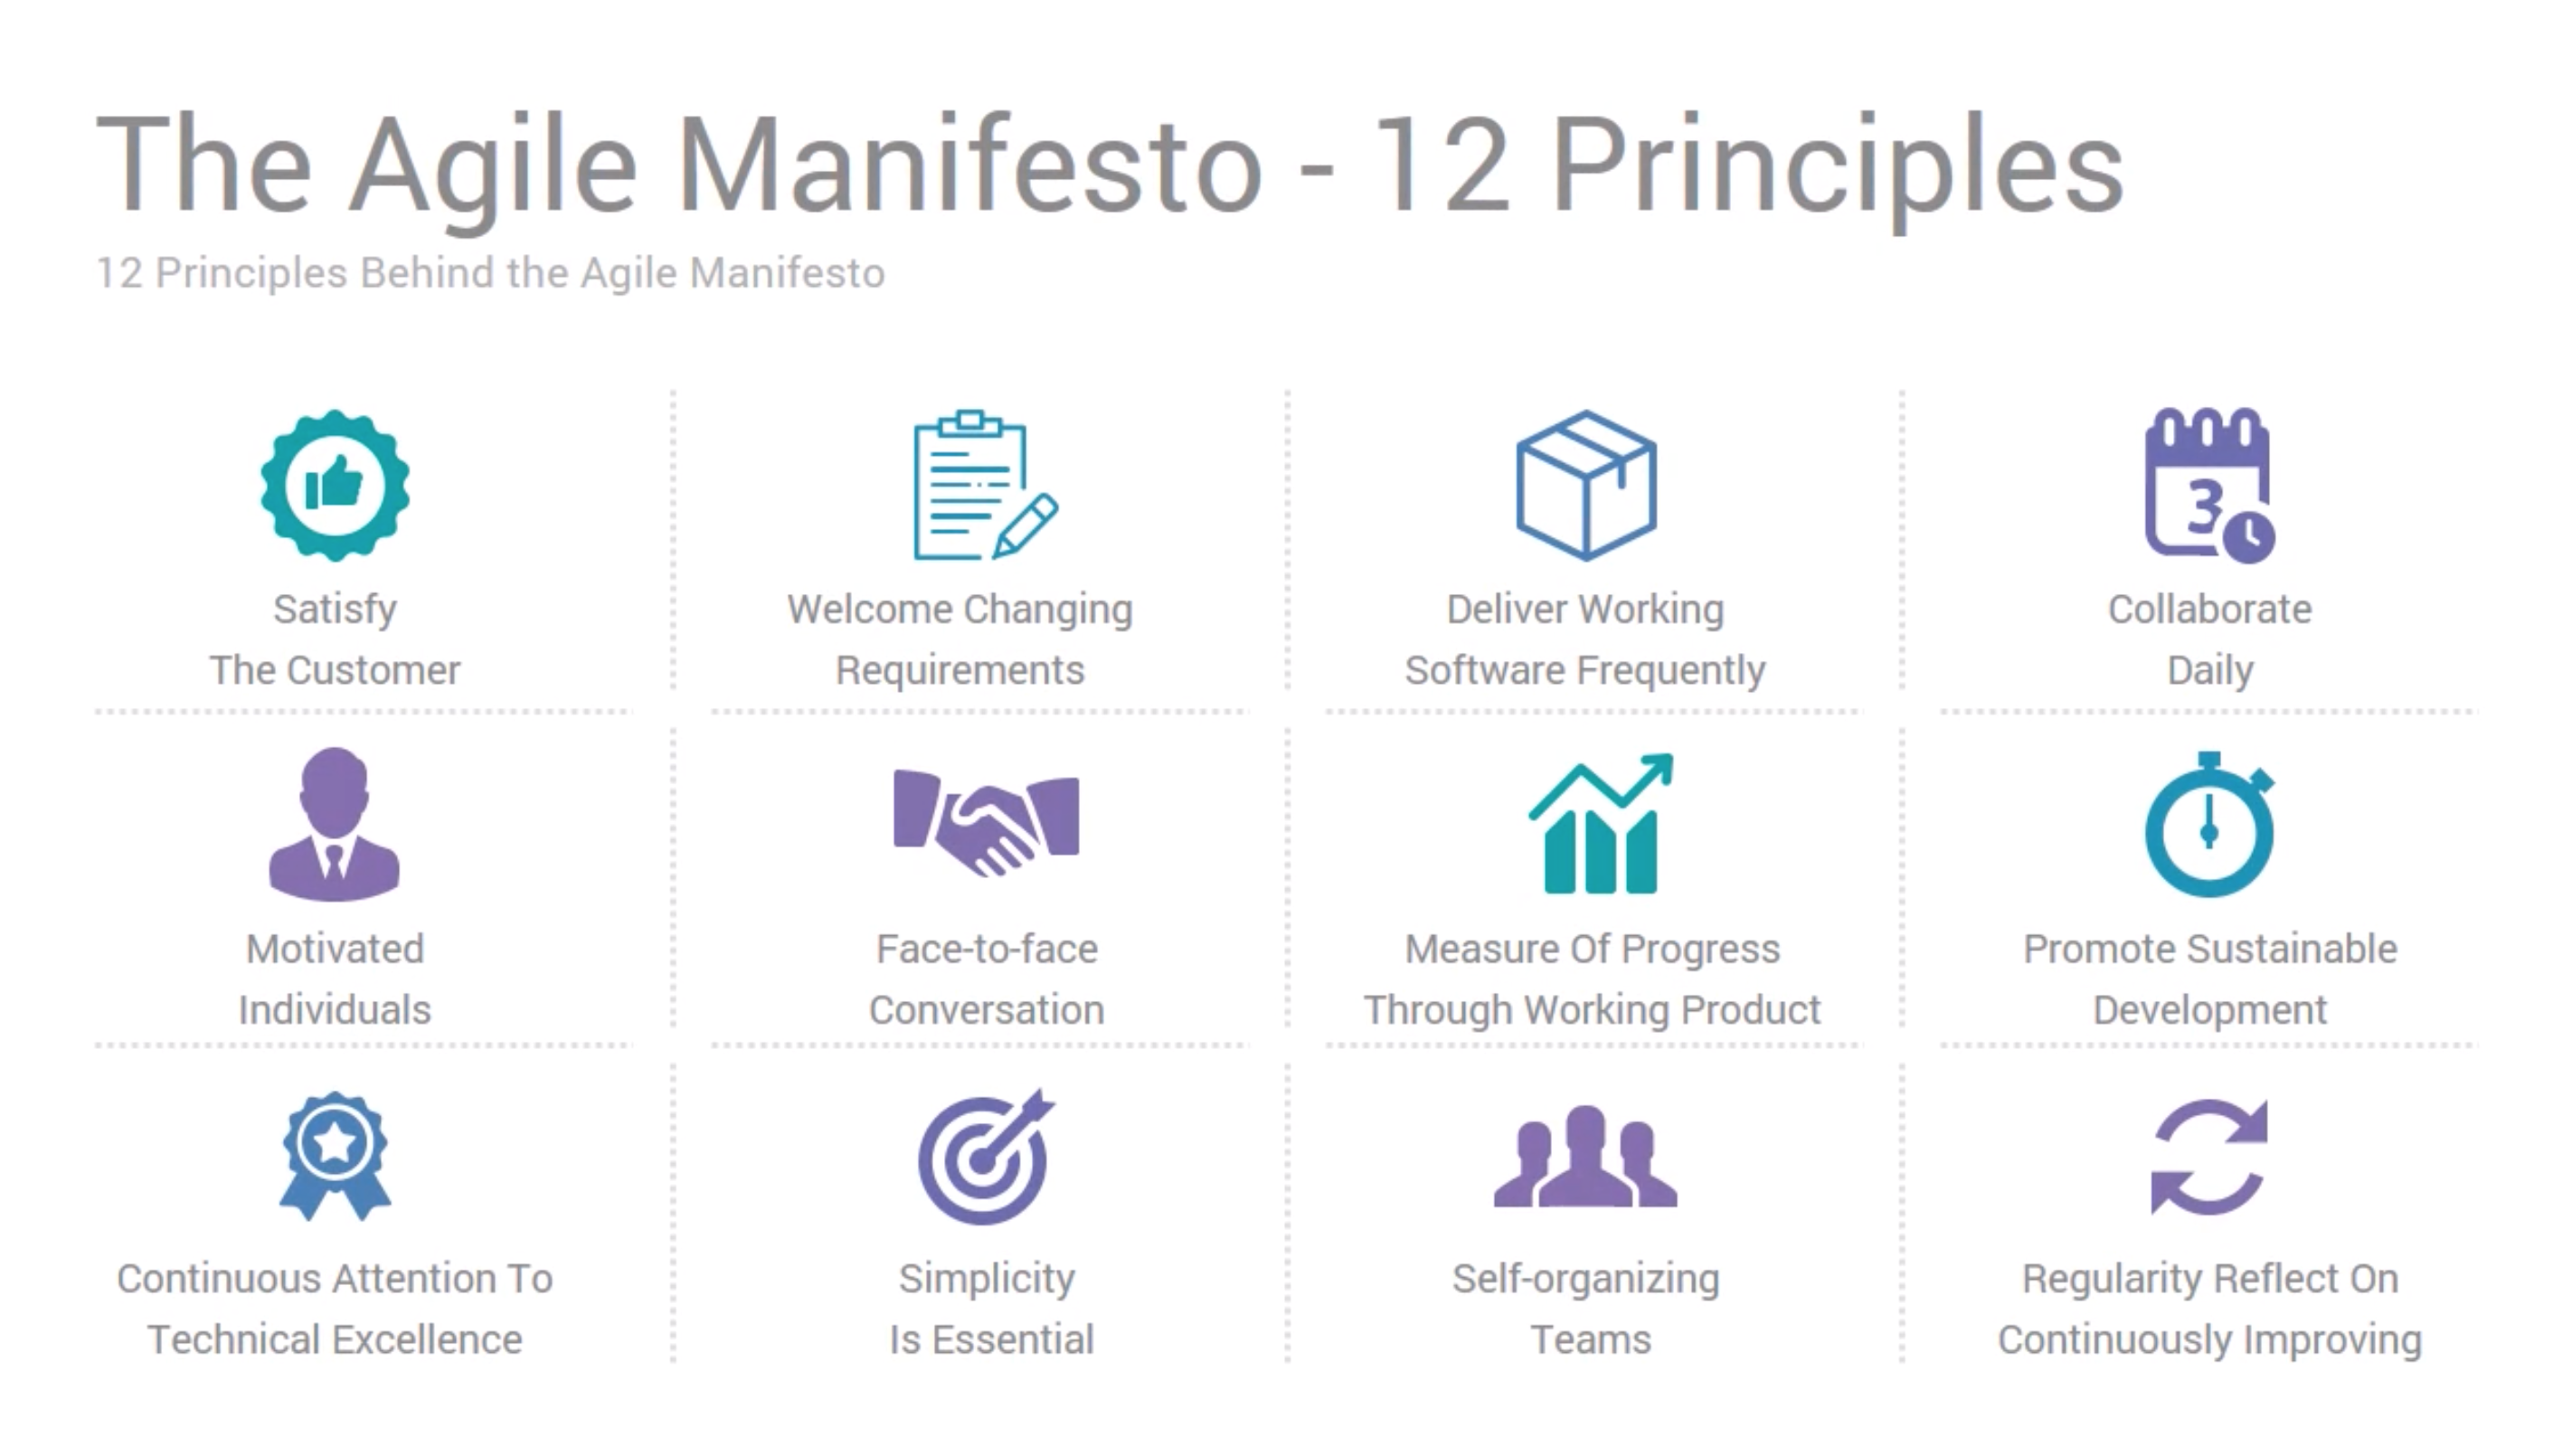 The Agile Manifesto - 12 Principles
12 Principles Behind the Agile Manifesto
3
Satisfy
The Customer
Welcome Changing
Requirements
Deliver Working
Software Frequently
Collaborate
Daily
Motivated
Individuals
Face-to-face
Conversation
Measure Of Progress
Through Working Product
Promote Sustainable
Development
Continuous Attention To
Technical Excellence
Simplicity
Is Essential
Self-organizing
Teams
Regularity Reflect On
Continuously Improving